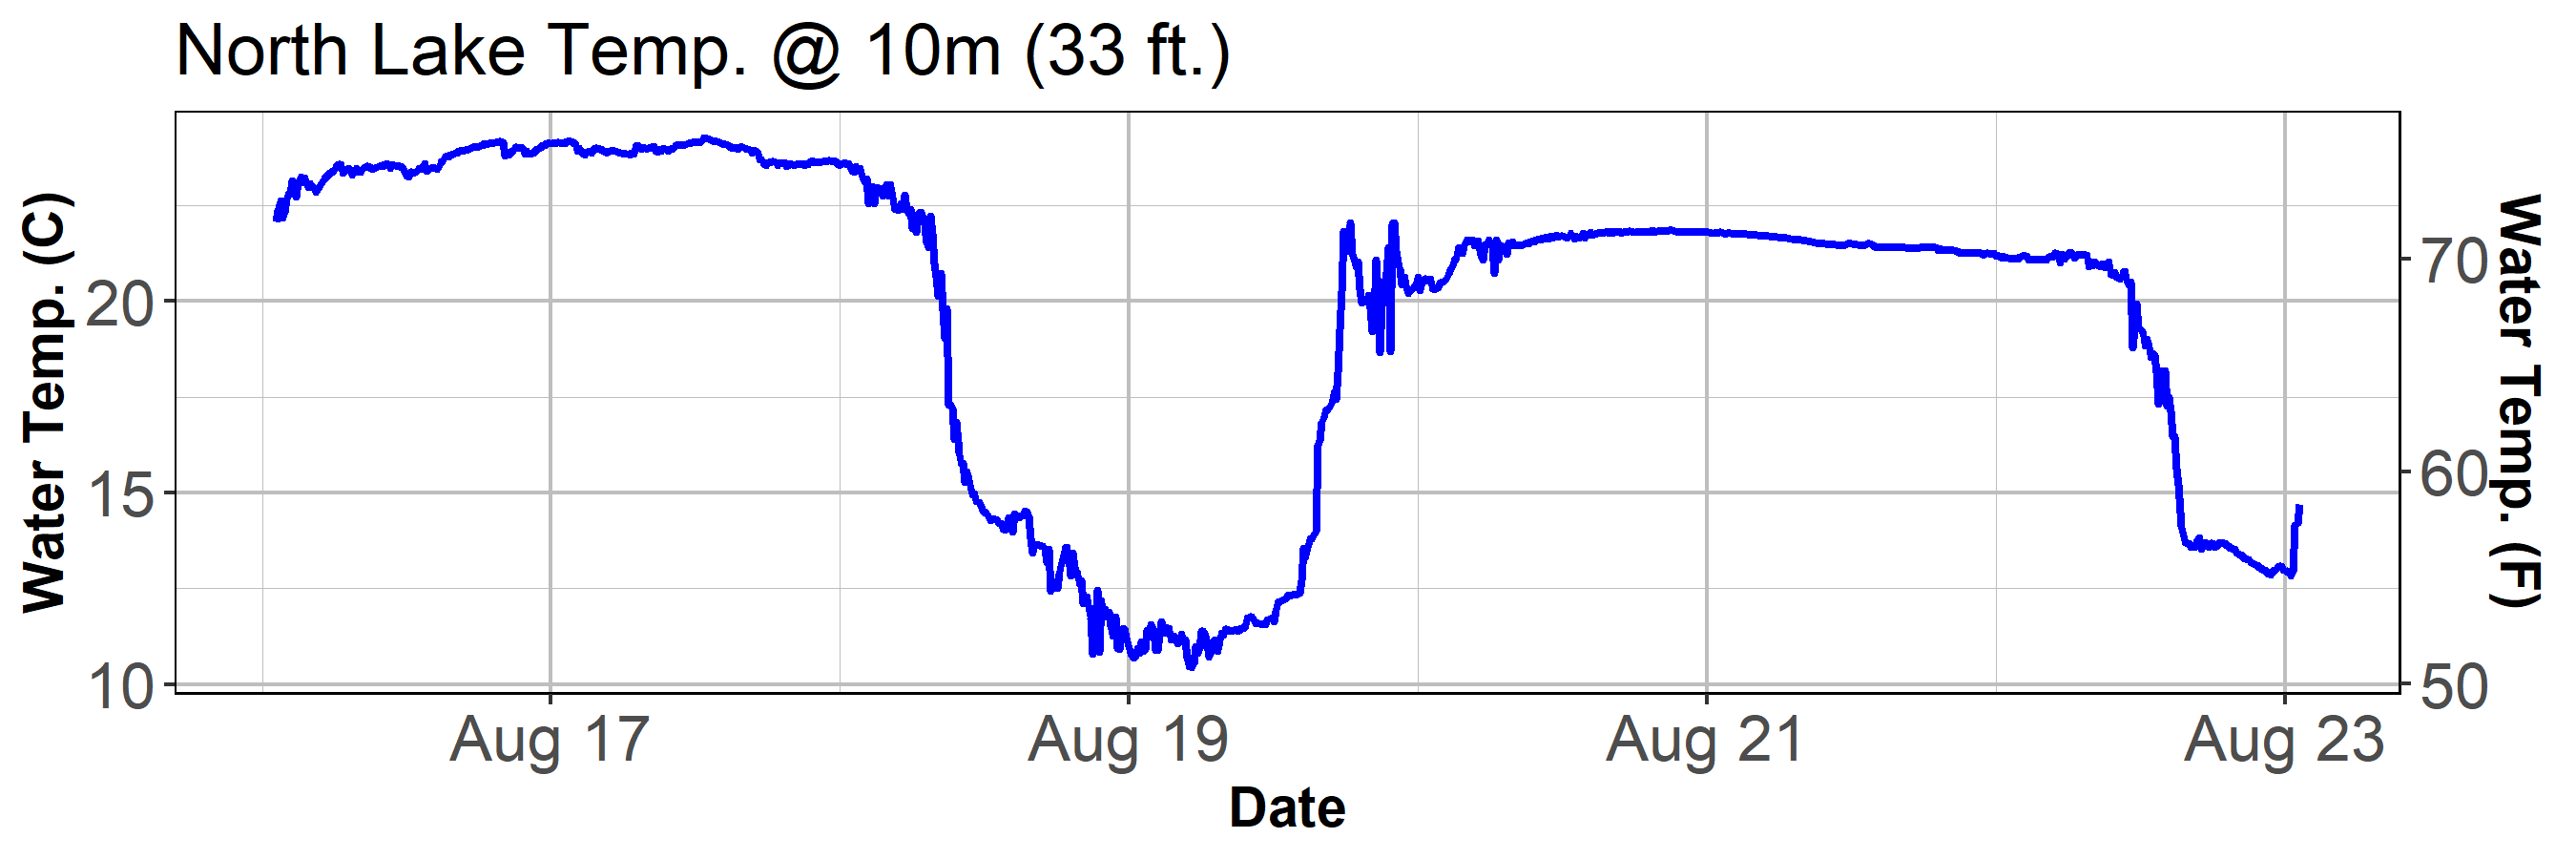 North Lake Temp. @ 10m (33 ft.)
Water Temp. (C)
20
15
10
70
60
50
Water Temp. (F)
Aug 17
Aug 19
Aug 21
Aug 23
Date